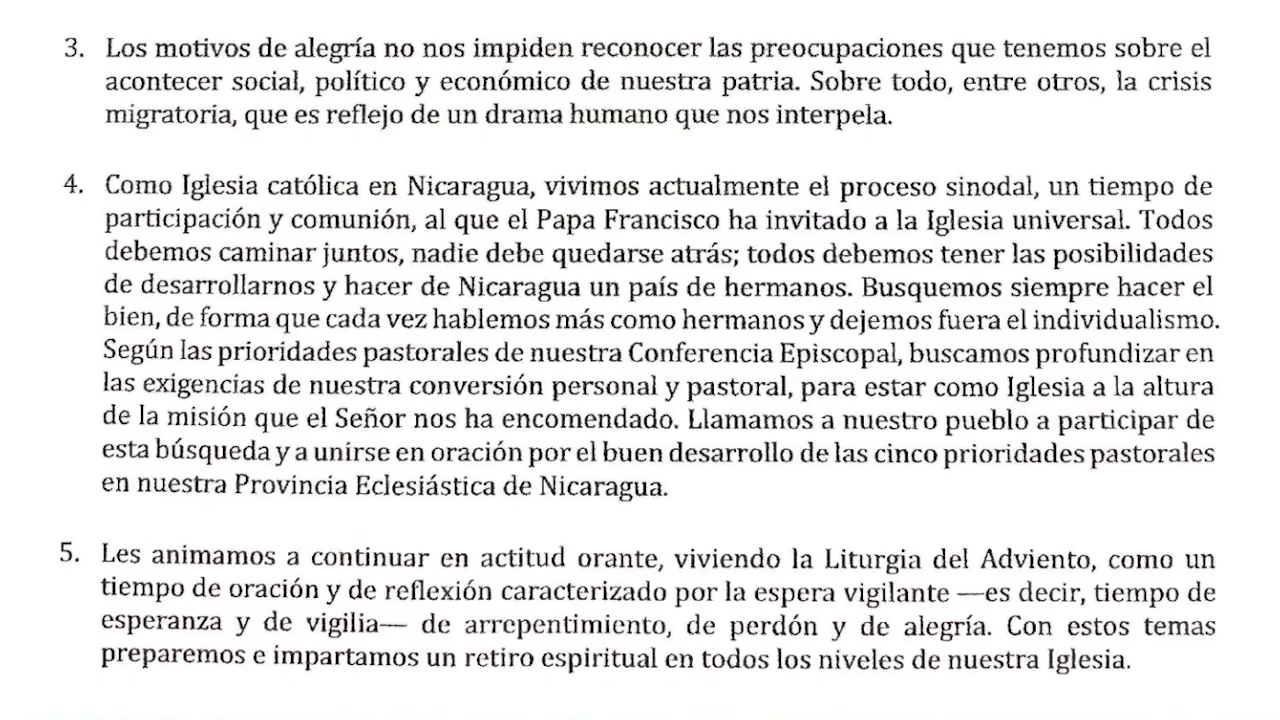 3. Los motivos de alegría no nos impiden reconocer las preocupaciones que tenemos sobre el
acontecer social, político y económico de nuestra patria. Sobre todo, entre otros, la crisis
migratoria, que es reflejo de un drama humano que nos interpela.
4. Como Iglesia católica en Nicaragua, vivimos actualmente el proceso sinodal, un tiempo de
participación y comunión, al que el Papa Francisco ha invitado a la Iglesia universal. Todos
debemos caminar juntos, nadie debe quedarse atrás; todos debemos tener las posibilidades
de desarrollarnos y hacer de Nicaragua un país de hermanos. Busquemos siempre hacer el
bien, de forma que cada vez hablemos más como hermanos y dejemos fuera el individualismo.
Según las prioridades pastorales de nuestra Conferencia Episcopal, buscamos profundizar en
las exigencias de nuestra conversión personal y pastoral, para estar como Iglesia a la altura
de la misión que el Señor nos ha encomendado. Llamamos a nuestro pueblo a participar de
esta búsqueda y a unirse en oración por el buen desarrollo de las cinco prioridades pastorales
en nuestra Provincia Eclesiástica de Nicaragua.
5. Les animamos a continuar en actitud orante, viviendo la Liturgia del Adviento, como un
tiempo de oración y de reflexión caracterizado por la espera vigilante —es decir, tiempo de
esperanza y de vigilia— de arrepentimiento, de perdón y de alegría. Con estos temas
preparemos e impartamos un retiro espiritual en todos los niveles de nuestra Iglesia.